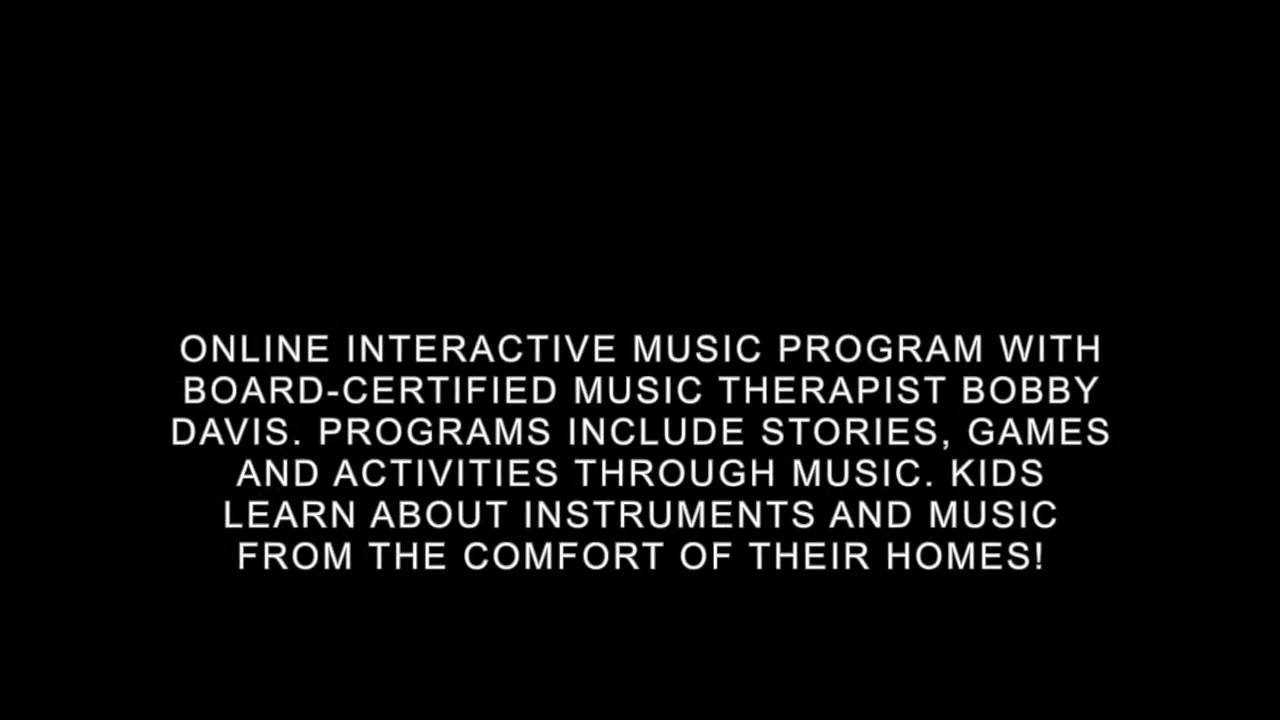 ONLINE INTERACTIVE MUSIC PROGRAM WITH
BOARD-CERTIFIED MUSIC THERAPIST BOBBY
DAVIS. PROGRAMS INCLUDE STORIES, GAMES
AND ACTIVITIES THROUGH MUSIC. KIDS
LEARN ABOUT INSTRUMENTS AND MUSIC
FROM THE COMFORT OF THEIR HOMES!